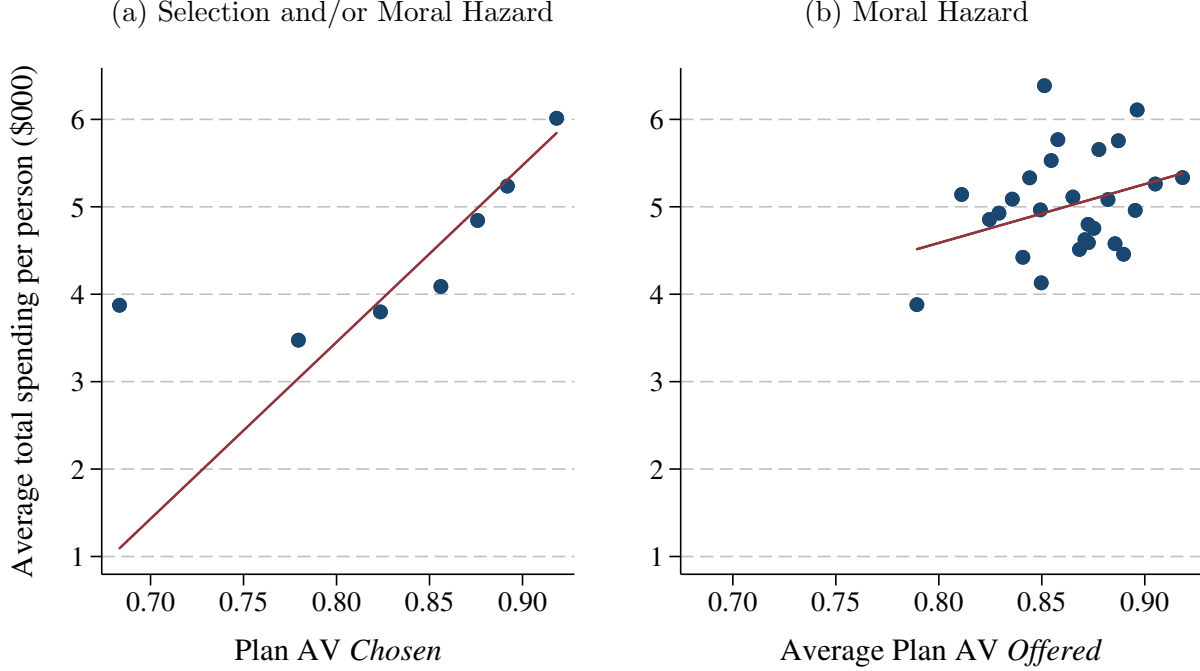 (a) Selection and/or Moral Hazard
Average total spending per person ($000)
6
5
4
3
2
1
0.70 0.75 0.80 0.85 0.90
Plan AV Chosen
(b) Moral Hazard
6
5
4
3
2
1
0.70 0.75 0.80 0.85 0.90
Average Plan AV Offered